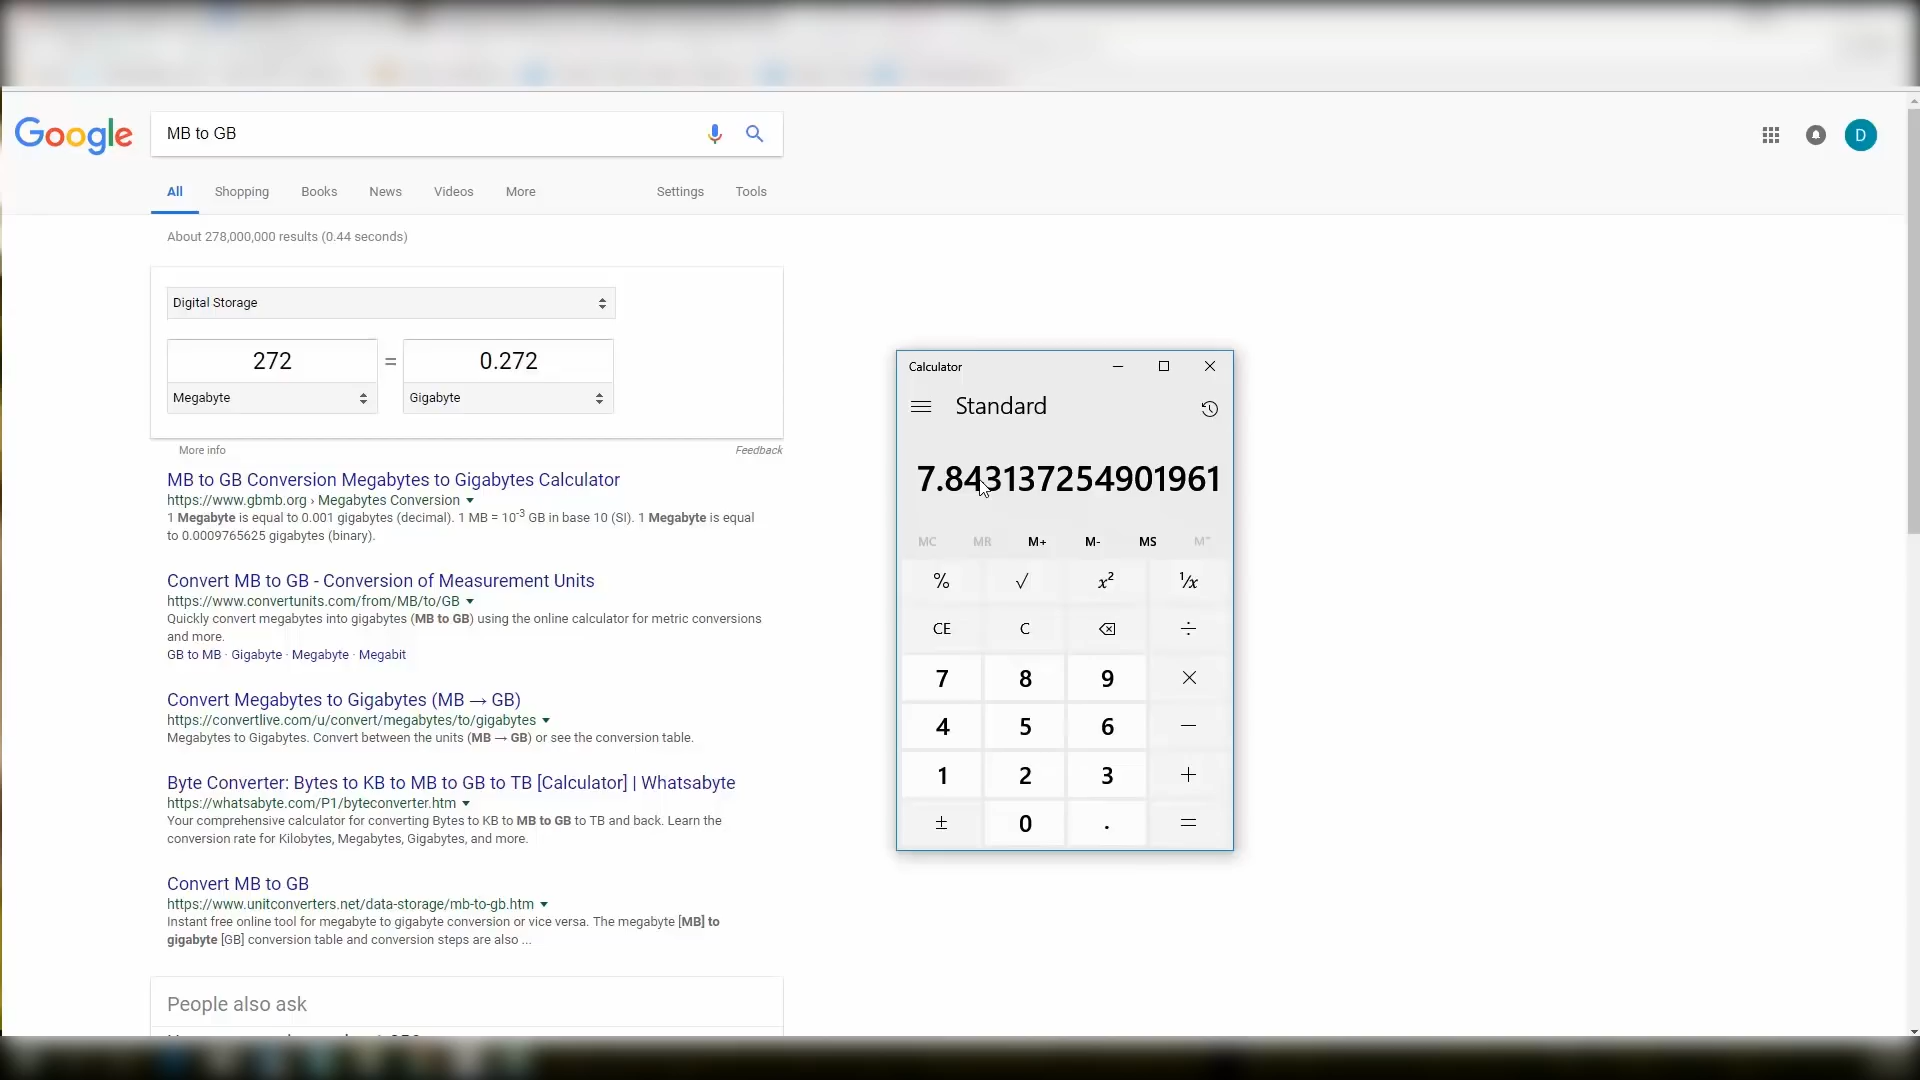 Google
MB to GB
D
All Shopping Books News Videos More Settings Tools
About 278,000,000 results (0.44 seconds)
Digital Storage
272 = 0.272
Megabyte Gigabyte
More info Feedback
MB to GB Conversion Megabytes to Gigabytes Calculator
https://www.gbmb.org › Megabytes Conversion
1 Megabyte is equal to 0.001 gigabytes (decimal). 1 MB = 10-3 GB in base 10 (SI). 1 Megabyte is equal
to 0.0009765625 gigabytes (binary).
Convert MB to GB - Conversion of Measurement Units
https://www.convertunits.com/from/MB/to/GB
Quickly convert megabytes into gigabytes (MB to GB) using the online calculator for metric conversions
and more.
GB to MB · Gigabyte · Megabyte · Megabit
Convert Megabytes to Gigabytes (MB → GB)
https://convertlive.com/u/convert/megabytes/to/gigabytes
Megabytes to Gigabytes. Convert between the units (MB → GB) or see the conversion table.
Byte Converter: Bytes to KB to MB to GB to TB [Calculator] | Whatsabyte
https://whatsabyte.com/P1/byteconverter.htm
Your comprehensive calculator for converting Bytes to KB to MB to GB to TB and back. Learn the
conversion rate for Kilobytes, Megabytes, Gigabytes, and more.
Convert MB to GB
https://www.unitconverters.net/data-storage/mb-to-gb.htm
Instant free online tool for megabyte to gigabyte conversion or vice versa. The megabyte [MB] to
gigabyte [GB] conversion table and conversion steps are also ...
People also ask
Calculator
Standard
7.843137254901961
MC MR M+ M- MS M˅
% √ x² ¹/x
CE C ⌫ ÷
7 8 9 ×
4 5 6 −
1 2 3 +
± 0 . =